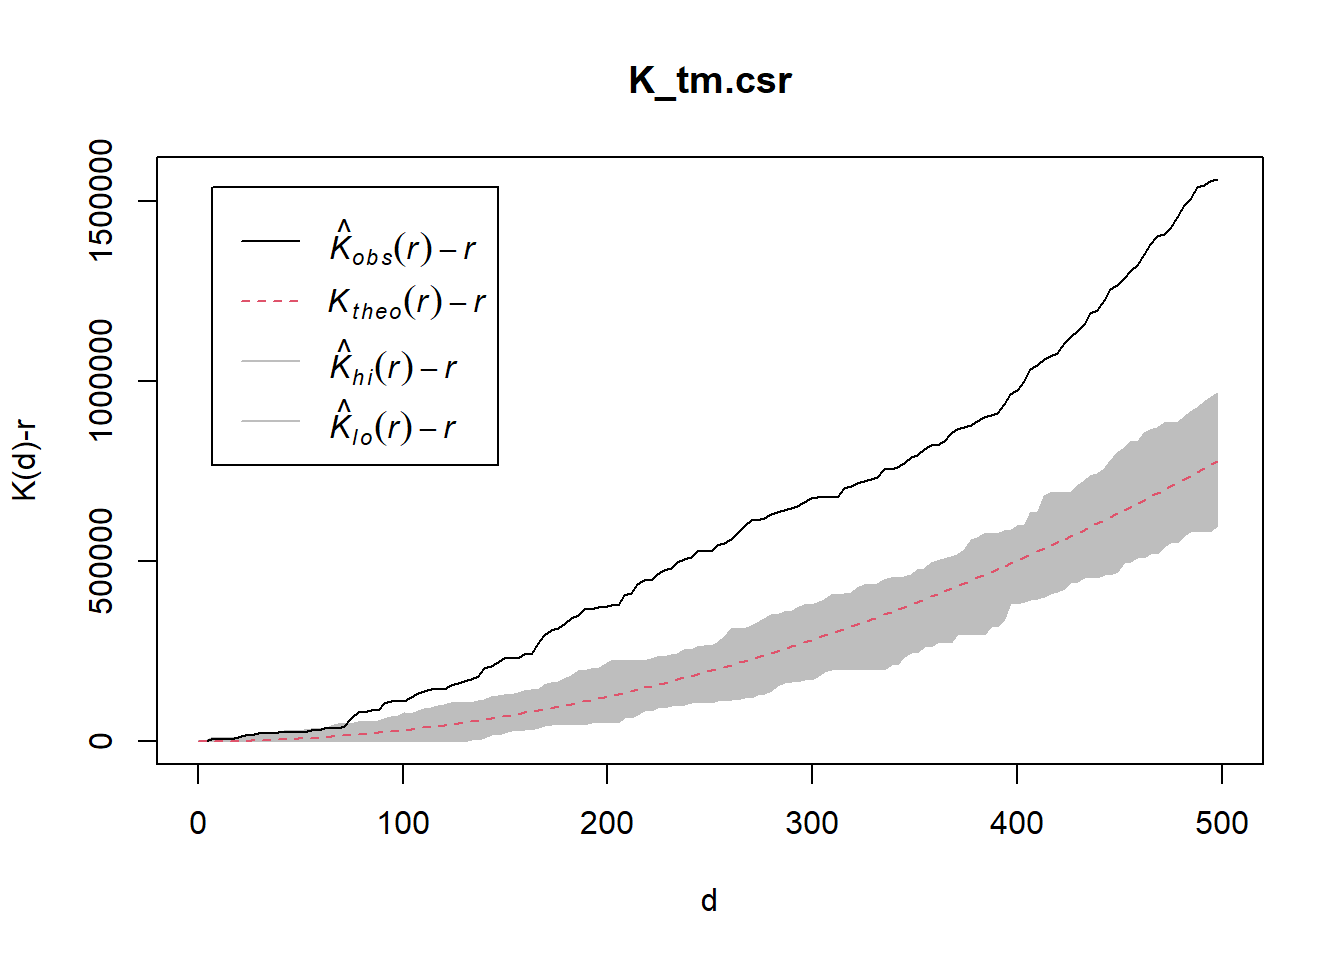 K_tm.csr
K̂obs(r) − r
Ktheo(r) − r
K̂hi(r) − r
K̂lo(r) − r
K(d)-r
1500000
1000000
500000
0
0 100 200 300 400 500
d